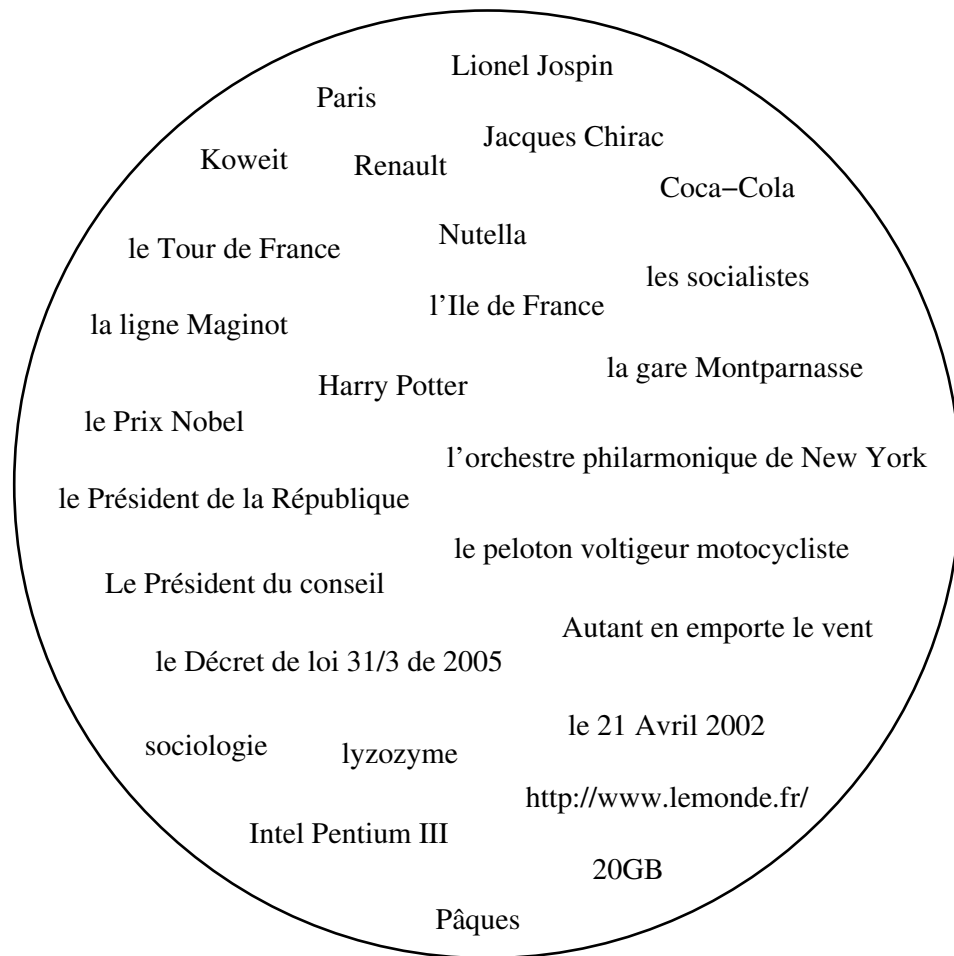 Lionel Jospin
Paris
Jacques Chirac
Koweit
Renault
Coca−Cola
Nutella
le Tour de France
les socialistes
l’Ile de France
la ligne Maginot
la gare Montparnasse
Harry Potter
le Prix Nobel
l’orchestre philarmonique de New York
le Président de la République
le peloton voltigeur motocycliste
Le Président du conseil
Autant en emporte le vent
le Décret de loi 31/3 de 2005
le 21 Avril 2002
sociologie
lyzozyme
http://www.lemonde.fr/
Intel Pentium III
20GB
Pâques